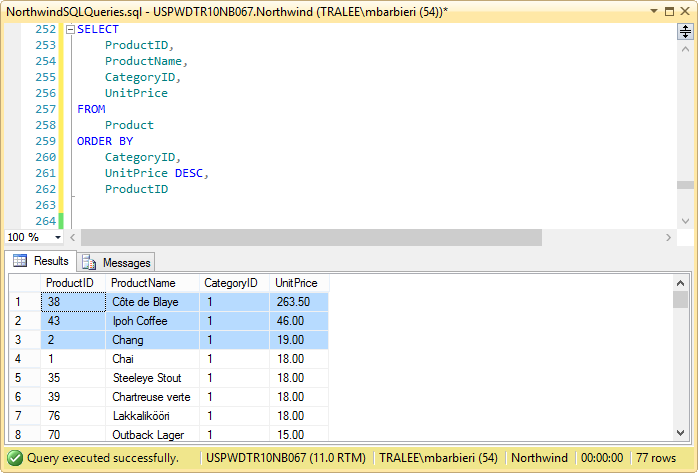 NorthwindSQLQueries.sql - USPWDTR10NB067.Northwind (TRALEE\mbarbieri (54))*
252 SELECT
253 ProductID,
254 ProductName,
255 CategoryID,
256 UnitPrice
257 FROM
258 Product
259 ORDER BY
260 CategoryID,
261 UnitPrice DESC,
262 ProductID
263
264
100 %
Results Messages
ProductID ProductName CategoryID UnitPrice
1 38 Côte de Blaye 1 263.50
2 43 Ipoh Coffee 1 46.00
3 2 Chang 1 19.00
4 1 Chai 1 18.00
5 35 Steeleye Stout 1 18.00
6 39 Chartreuse verte 1 18.00
7 76 Lakkalikööri 1 18.00
8 70 Outback Lager 1 15.00
Query executed successfully. USPWDTR10NB067 (11.0 RTM) TRALEE\mbarbieri (54) Northwind 00:00:00 77 rows